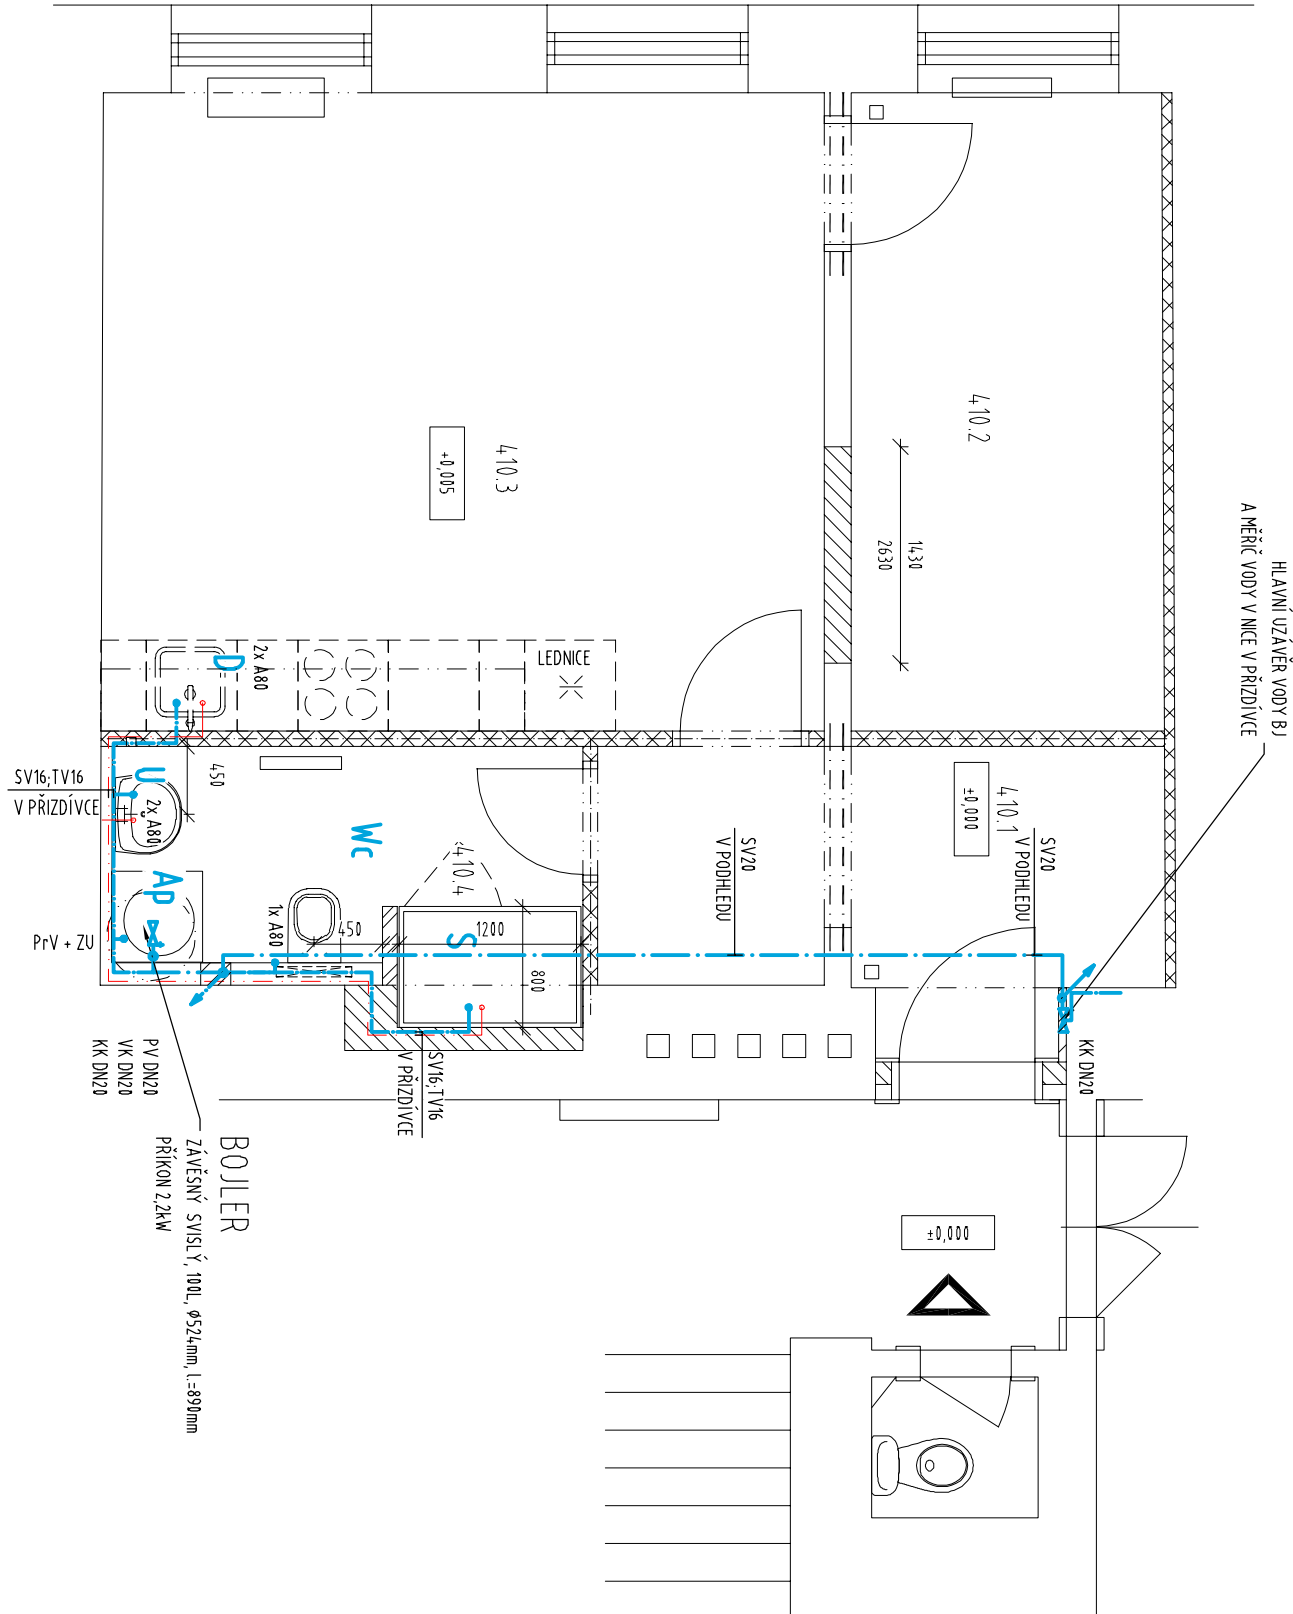 410.2
410.3
+0,005
1430
2630
HLAVNÍ UZÁVĚR VODY BJ
A MĚŘIČ VODY V NICE V PŘIZDÍVCE
LEDNICE
2x A80
D
SV16;TV16
V PŘIZDÍVCE
U
2x A80
450
Wc
410.4
410.1
±0,000
SV20
V PODHLEDU
SV20
V PODHLEDU
Ap
PrV + ZU
1x A80
450
S
1200
800
KK DN20
SV16;TV16
V PŘIZDÍVCE
PV DN20
VK DN20
KK DN20
BOJLER
ZÁVĚSNÝ SVISLÝ, 100L, Ø524mm, L=890mm
PŘÍKON 2,2kW
±0,000